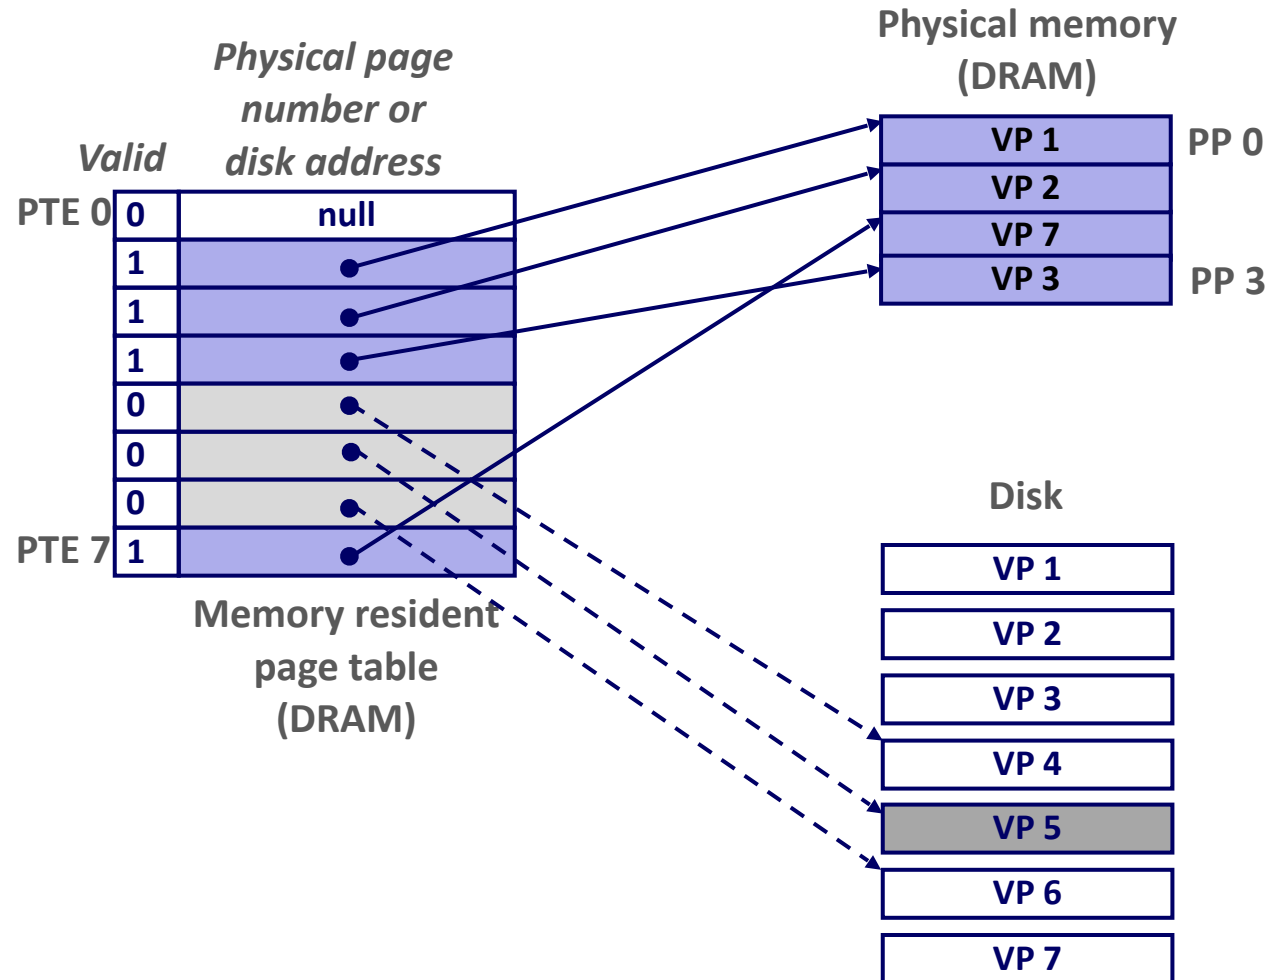 Physical page
number or
disk address
Valid
PTE 0
0
null
1
1
1
0
0
0
PTE 7
1
Memory resident
page table
(DRAM)
Physical memory
(DRAM)
VP 1
PP 0
VP 2
VP 7
VP 3
PP 3
Disk
VP 1
VP 2
VP 3
VP 4
VP 5
VP 6
VP 7